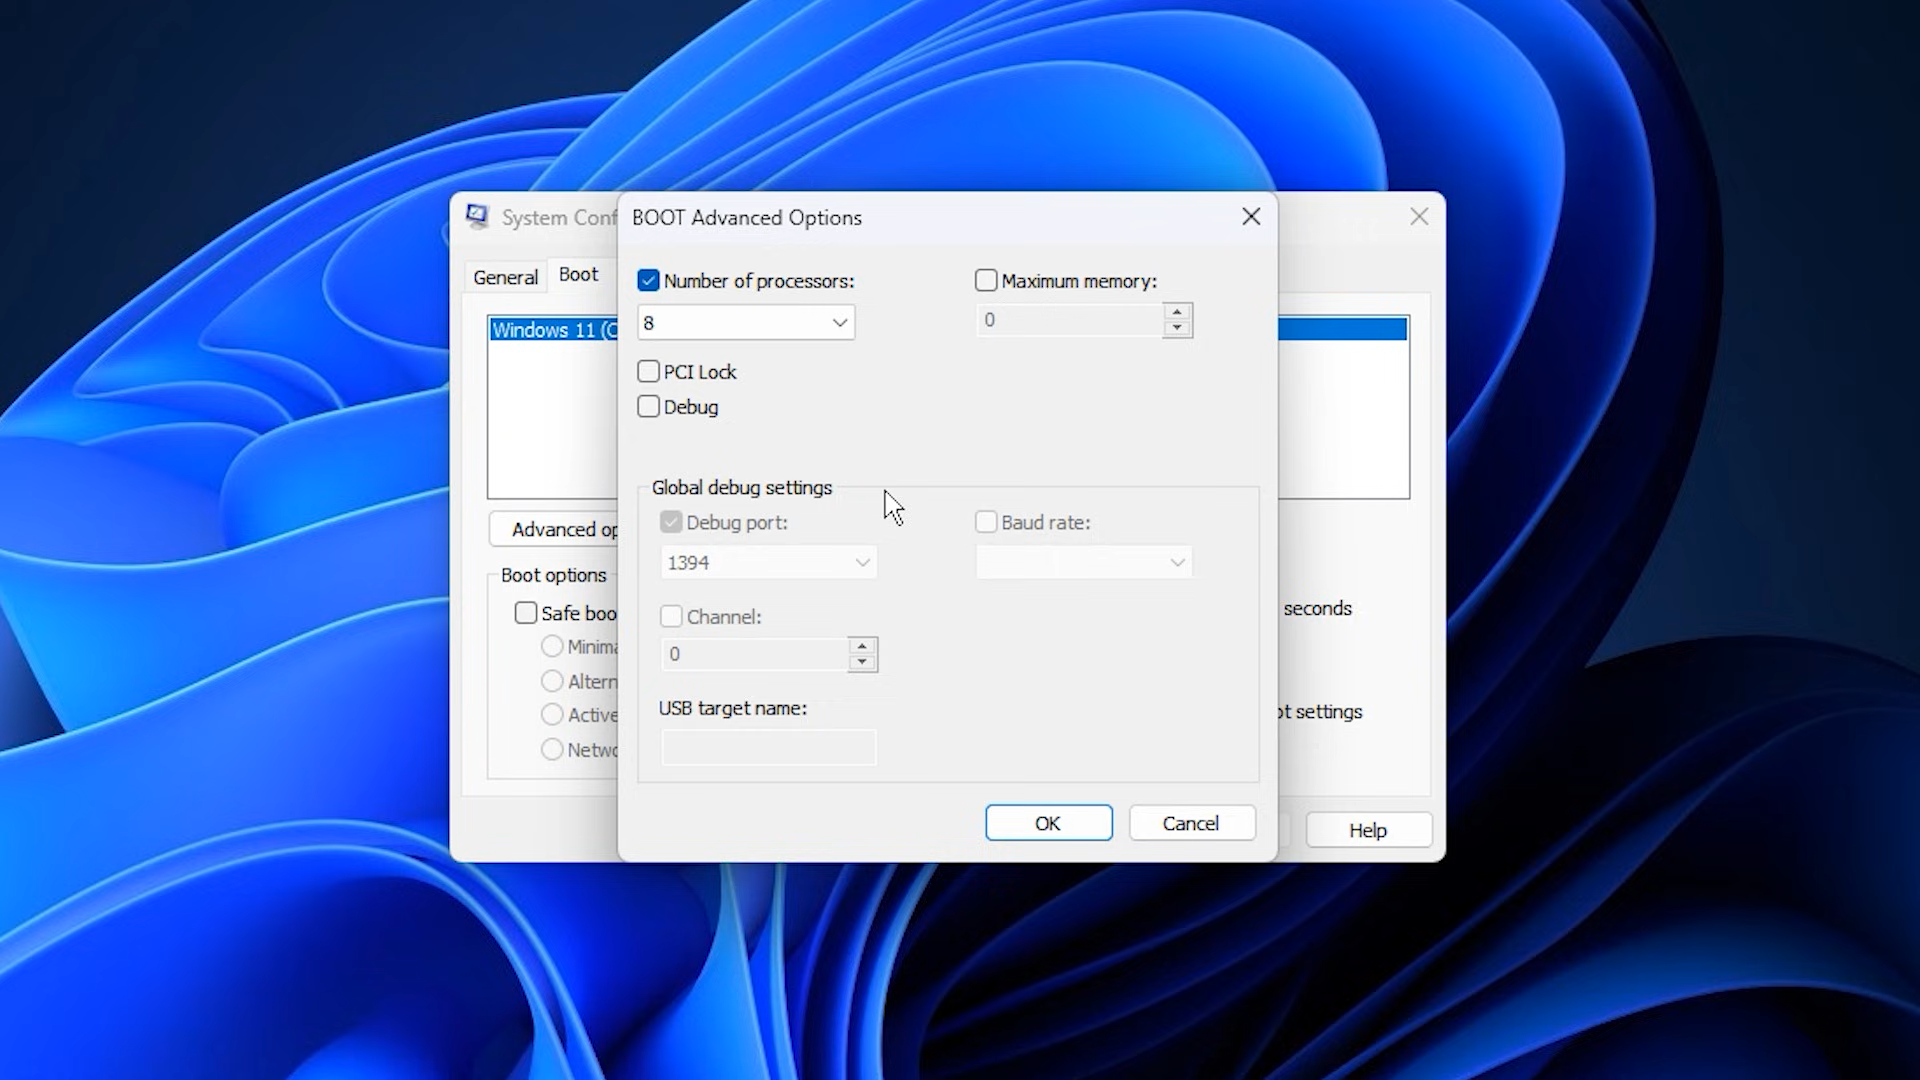 System Conf
BOOT Advanced Options
General
Boot
Number of processors:
Maximum memory:
8
0
Windows 11 (C
PCI Lock
Debug
Global debug settings
Advanced op
Debug port:
Baud rate:
1394
Boot options
Safe boo
seconds
Channel:
Minima
0
Altern
USB target name:
Active
ot settings
Netwo
OK
Cancel
Help